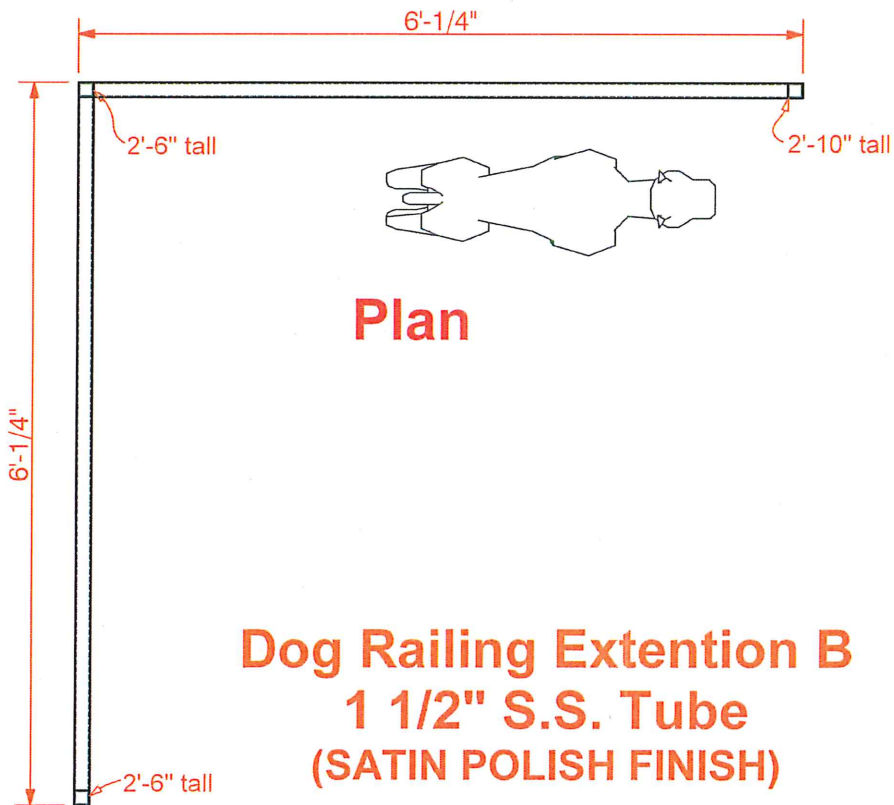 6'-1/4"
2'-6" tall
2'-10" tall
Plan
6'-1/4"
Dog Railing Extention B
1 1/2" S.S. Tube
(SATIN POLISH FINISH)
2'-6" tall